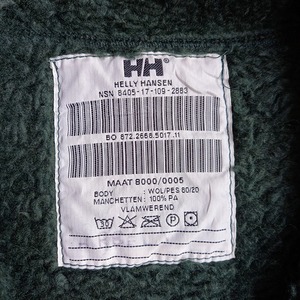 HH
HELLY HANSEN
NSN 8405-17-109-2883
BO 672.2666.5017.11
MAAT 8000/0005
BODY : WOL/PES 80/20
MANCHETTEN: 100% PA
VLAMWEREND
P